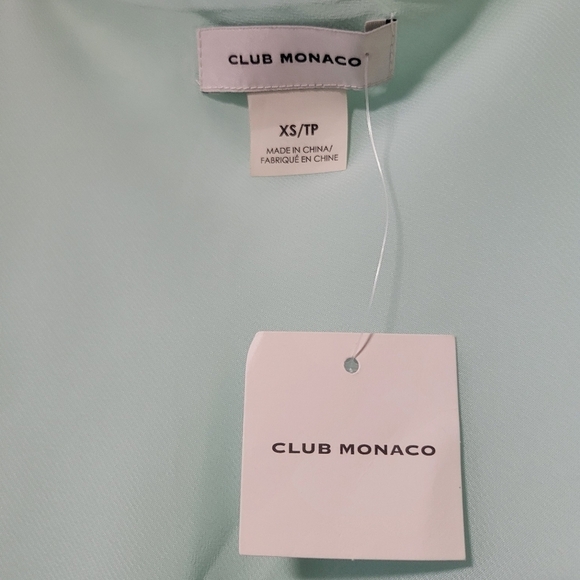 CLUB MONACO
XS/TP
MADE IN CHINA/
FABRIQUÉ EN CHINE
CLUB MONACO